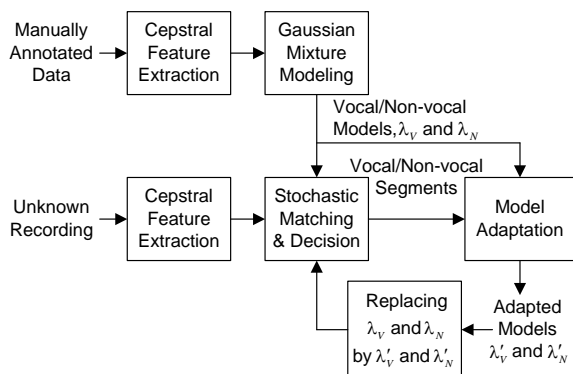 Manually
Annotated
Data
Cepstral
Feature
Extraction
Gaussian
Mixture
Modeling
Vocal/Non-vocal
Models, λ_V and λ_N
Unknown
Recording
Cepstral
Feature
Extraction
Stochastic
Matching
& Decision
Vocal/Non-vocal
Segments
Model
Adaptation
Replacing
λ_V and λ_N
by λ′_V and λ′_N
Adapted
Models
λ′_V and λ′_N